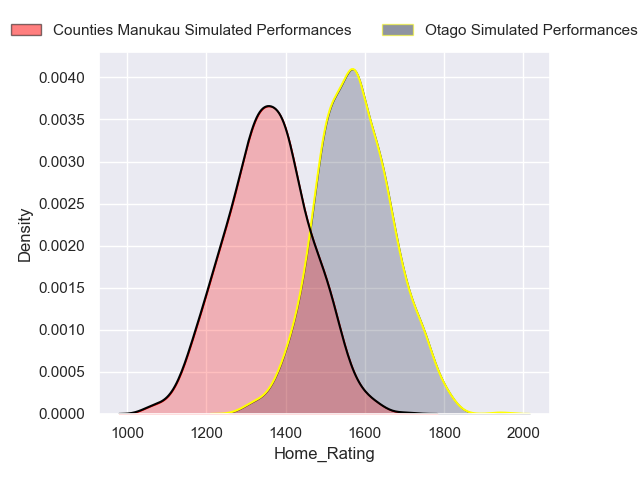 Counties Manukau Simulated Performances Otago Simulated Performances
0.0040
0.0035
0.0030
0.0025
0.0020
0.0015
0.0010
0.0005
0.0000
Density
1000 1200 1400 1600 1800 2000
Home_Rating